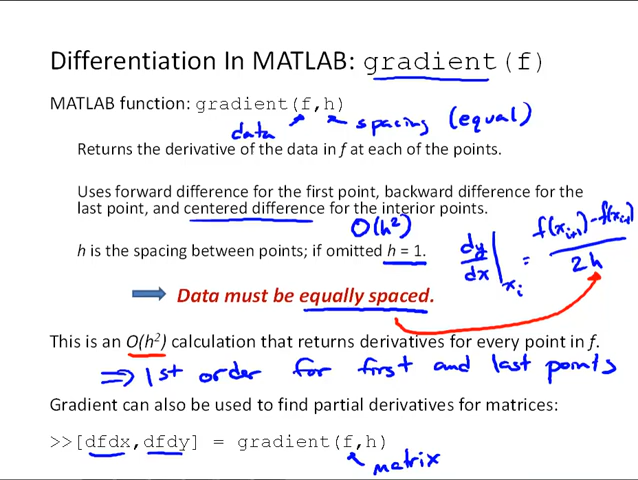 Differentiation In MATLAB: gradient(f)
MATLAB function: gradient(f,h)
data spacing (equal)
Returns the derivative of the data in f at each of the points.
Uses forward difference for the first point, backward difference for the
last point, and centered difference for the interior points.
O(h²)
h is the spacing between points; if omitted h = 1.
dy/dx|xᵢ = f(xᵢ₊₁) - f(xᵢ₋₁) / 2h
Data must be equally spaced.
This is an O(h²) calculation that returns derivatives for every point in f.
⇒ 1st order for first and last points
Gradient can also be used to find partial derivatives for matrices:
>>[dfdx,dfdy] = gradient(f,h)
matrix